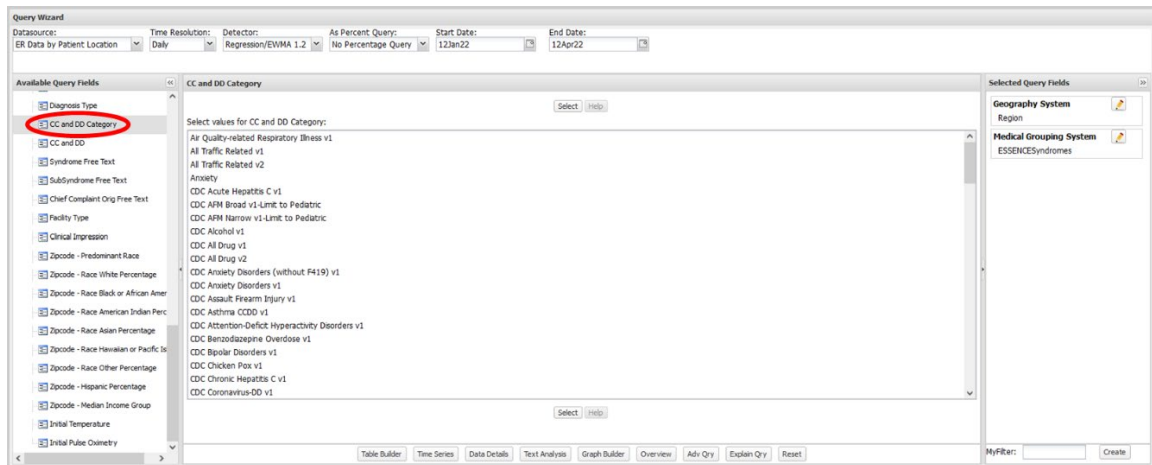 Query Wizard
Datasource: Time Resolution: Detector: As Percent Query: Start Date: End Date:
ER Data by Patient Location Daily Regression/EWMA 1.2 No Percentage Query 12Jan22 12Apr22
Available Query Fields
Diagnosis Type
CC and DD Category
CC and DD
Syndrome Free Text
SubSyndrome Free Text
Chief Complaint Orig Free Text
Facility Type
Clinical Impression
Zipcode - Predominant Race
Zipcode - Race White Percentage
Zipcode - Race Black or African Amer
Zipcode - Race American Indian Perc
Zipcode - Race Asian Percentage
Zipcode - Race Hawaiian or Pacific Is
Zipcode - Race Other Percentage
Zipcode - Hispanic Percentage
Zipcode - Median Income Group
Initial Temperature
Initial Pulse Oximetry
CC and DD Category
Select Help
Select values for CC and DD Category:
Air Quality-related Respiratory Illness v1
All Traffic Related v1
All Traffic Related v2
Anxiety
CDC Acute Hepatitis C v1
CDC AFM Broad v1-Limit to Pediatric
CDC AFM Narrow v1-Limit to Pediatric
CDC Alcohol v1
CDC All Drug v1
CDC All Drug v2
CDC Anxiety Disorders (without F419) v1
CDC Anxiety Disorders v1
CDC Assault Firearm Injury v1
CDC Asthma CCDD v1
CDC Attention-Deficit Hyperactivity Disorders v1
CDC Benzodiazepine Overdose v1
CDC Bipolar Disorders v1
CDC Chicken Pox v1
CDC Chronic Hepatitis C v1
CDC Coronavirus-DD v1
Select Help
Table Builder Time Series Data Details Text Analysis Graph Builder Overview Adv Qry Explain Qry Reset
Selected Query Fields
Geography System
Region
Medical Grouping System
ESSENCESyndromes
MyFilter: Create